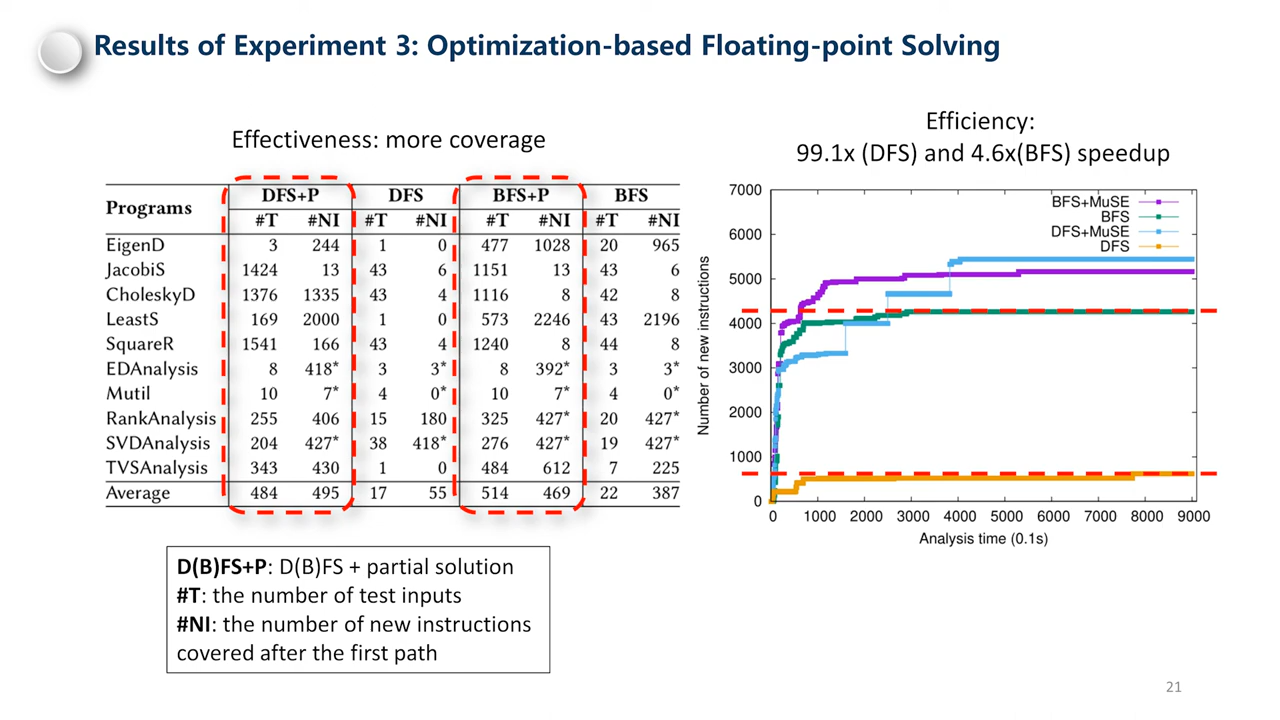 Results of Experiment 3: Optimization-based Floating-point Solving
Effectiveness: more coverage
Programs DFS+P DFS BFS+P BFS
#T #NI #T #NI #T #NI #T #NI
EigenD 3 244 1 0 477 1028 20 965
JacobiS 1424 13 43 6 1151 13 43 6
CholeskyD 1376 1335 43 4 1116 8 42 8
LeastS 169 2000 1 0 573 2246 43 2196
SquareR 1541 166 43 4 1240 8 44 8
EDAnalysis 8 418* 3 3* 8 392* 3 3*
Mutil 10 7* 4 0* 10 7* 4 0*
RankAnalysis 255 406 15 180 325 427* 20 427*
SVDAnalysis 204 427* 38 418* 276 427* 19 427*
TVSAnalysis 343 430 1 0 484 612 7 225
Average 484 495 17 55 514 469 22 387
D(B)FS+P: D(B)FS + partial solution
#T: the number of test inputs
#NI: the number of new instructions
covered after the first path
Efficiency:
99.1x (DFS) and 4.6x(BFS) speedup
Number of new instructions
7000
6000
5000
4000
3000
2000
1000
0
BFS+MuSE
BFS
DFS+MuSE
DFS
0 1000 2000 3000 4000 5000 6000 7000 8000 9000
Analysis time (0.1s)
21